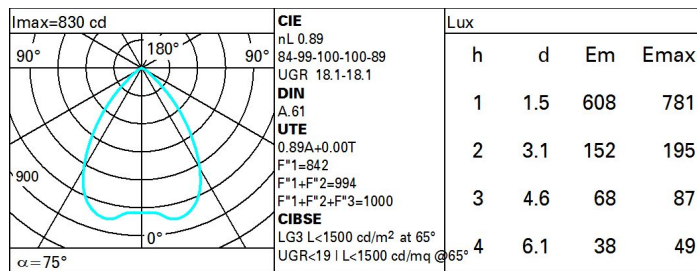 Imax=830 cd
90°
180°
90°
900
0°
α=75°
CIE
nL 0.89
84-99-100-100-89
UGR 18.1-18.1
DIN
A.61
UTE
0.89A+0.00T
F"1=842
F"1+F"2=994
F"1+F"2+F"3=1000
CIBSE
LG3 L<1500 cd/m² at 65°
UGR<19 | L<1500 cd/mq @65°
Lux
h d Em Emax
1 1.5 608 781
2 3.1 152 195
3 4.6 68 87
4 6.1 38 49